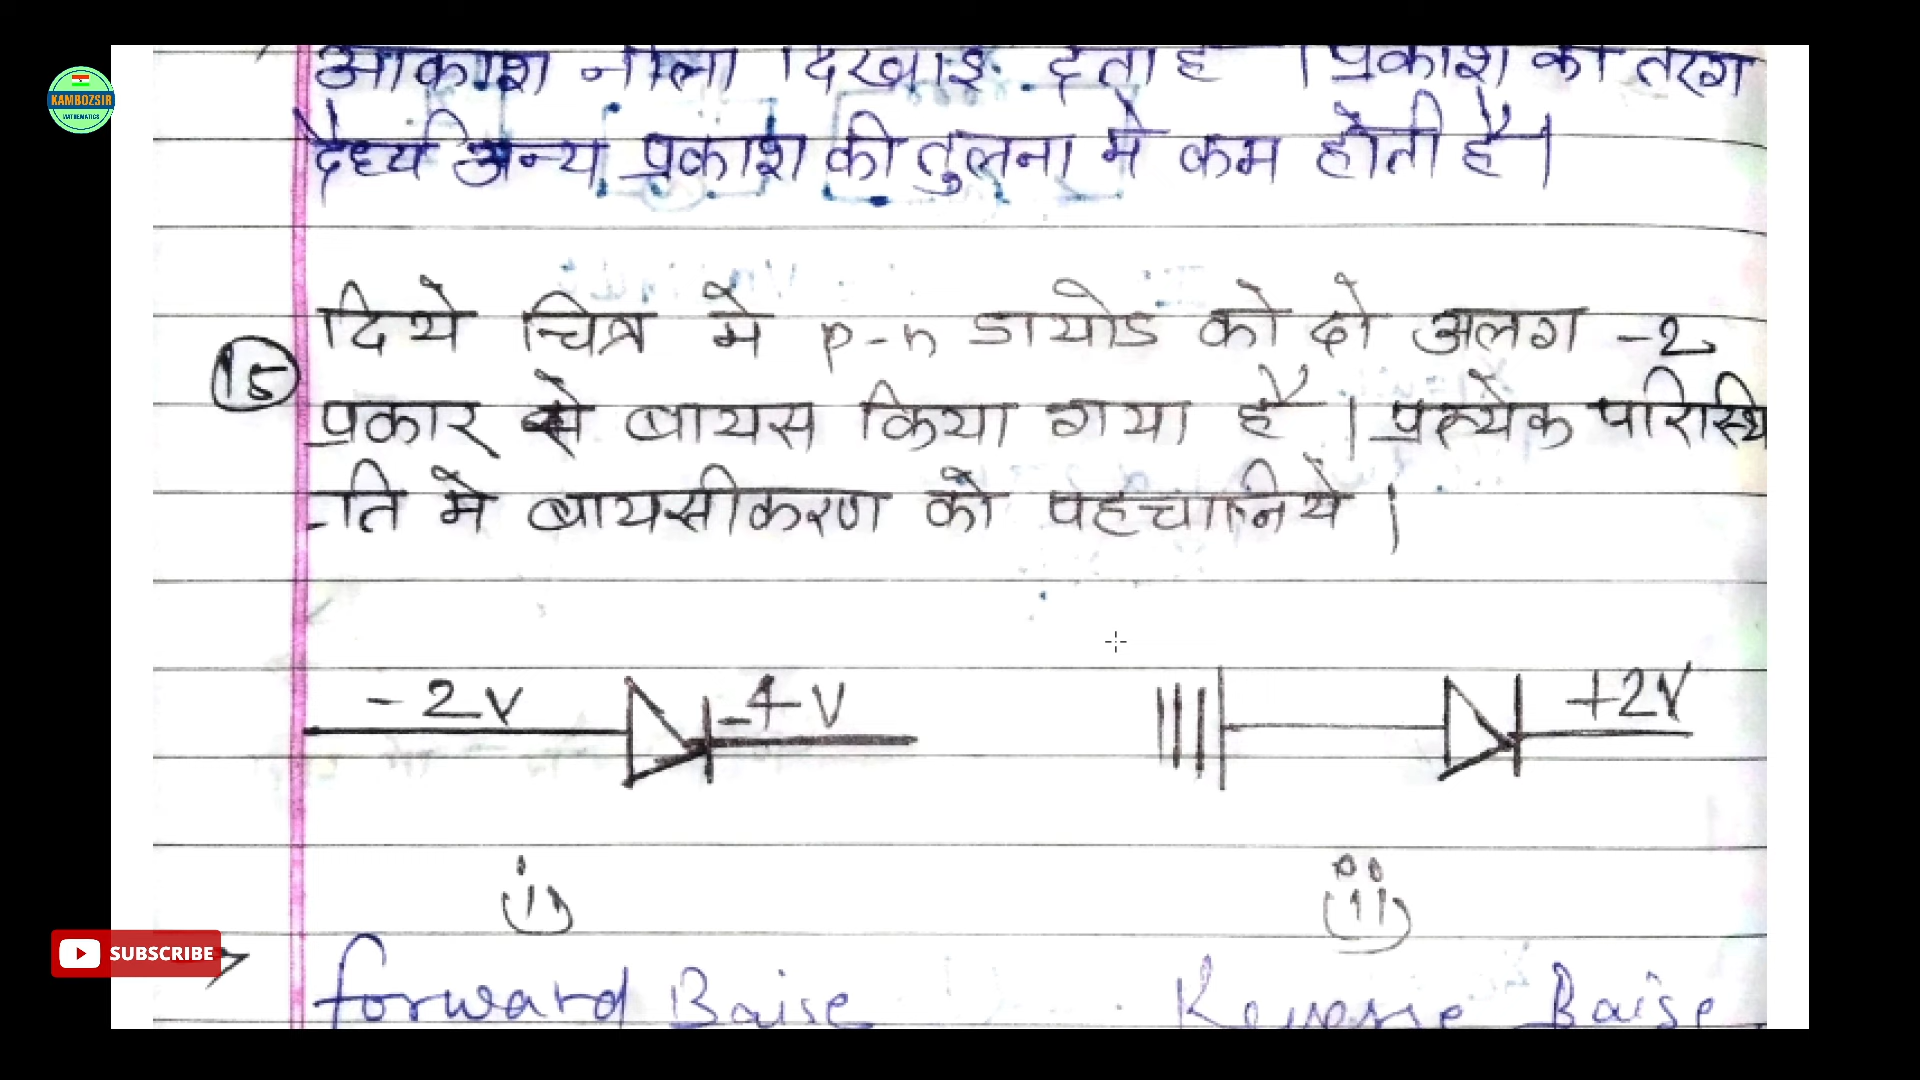 KAMBOZSIR
MATHEMATICS
आकाश नीला दिखाई देता है । प्रकाश की तरंग
दैर्ध्य अन्य प्रकाश की तुलना मे कम होती है।
(15) दिये चित्र मे p-n डायोड को दो अलग -2
प्रकार से बायस किया गया है । प्रत्येक परिस्थि
-ति मे बायसीकरण को पहचानिये ।
-2V -4V +2V
(i) (ii)
SUBSCRIBE
forward Baise Reverse Baise